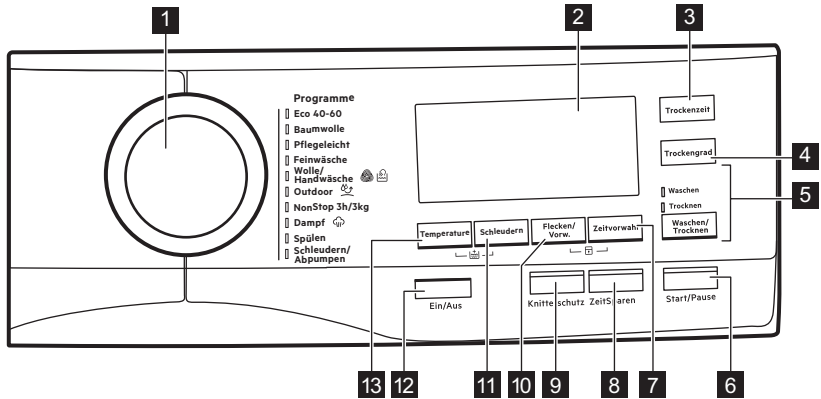 1
2
3
Programme
Eco 40-60
Baumwolle
Pflegeleicht
Feinwäsche
Wolle/
Handwäsche
Outdoor
NonStop 3h/3kg
Dampf
Spülen
Schleudern/
Abpumpen
Trockenzeit
Trockengrad
4
5
Waschen
Trocknen
Waschen/
Trocknen
Temperature
Schleudern
Flecken/
Vorw.
Zeitvorwahl
Ein/Aus
Knitterschutz
ZeitSparen
Start/Pause
13
12
11
10
9
8
7
6